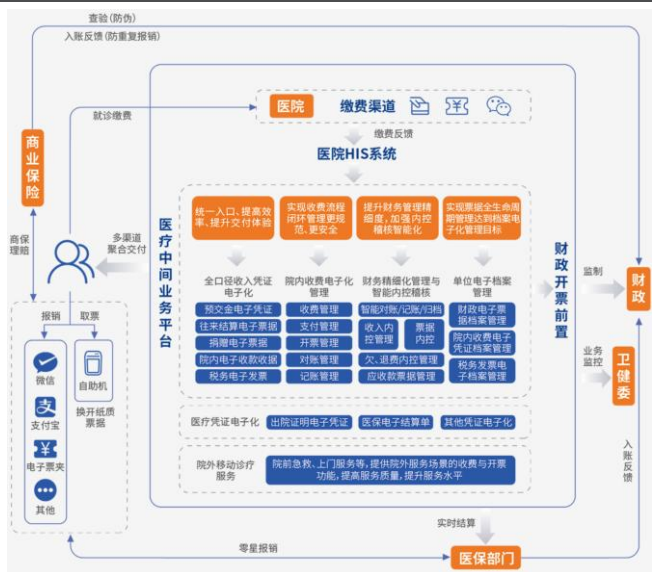 查验(防伪)
入账反馈(防重复报销)
就诊缴费
医院
缴费渠道
缴费反馈
医院HIS系统
商业保险
商保
理赔
多渠道
聚合交付
医疗中间业务平台
统一入口、提高效
率、提升交付体验
实现收费流程
闭环管理更规
范、更安全
提升财务管理精
细度，加强内控
稽核智能化
实现票据全生命周
期管理达到档案电
子化管理目标
全口径收入凭证
电子化
院内收费电子化
管理
财务精细化管理与
智能内控稽核
单位电子档案
管理
预交金电子凭证
往来结算电子票据
捐赠电子票据
院内电子收款收据
税务电子发票
收费管理
支付管理
开票管理
对账管理
记账管理
智能对账/记账/归档
收入内
控管理
票据
内控
欠、退费内控管理
应收款票据管理
财政电子票
据档案管理
院内收费电子
凭证档案管理
税务发票电
子档案管理
医疗凭证电子化
出院证明电子凭证
医保电子结算单
其他凭证电子化
院外移动诊疗
服务
院前急救、上门服务等，提供院外服务场景的收费与开票
功能，提高服务质量，提升服务水平
财政开票前置
监制
财政
业务
监控
卫健委
入账反馈
报销
取票
微信
支付宝
电子票夹
其他
自助机
换开纸质
票据
实时结算
零星报销
医保部门